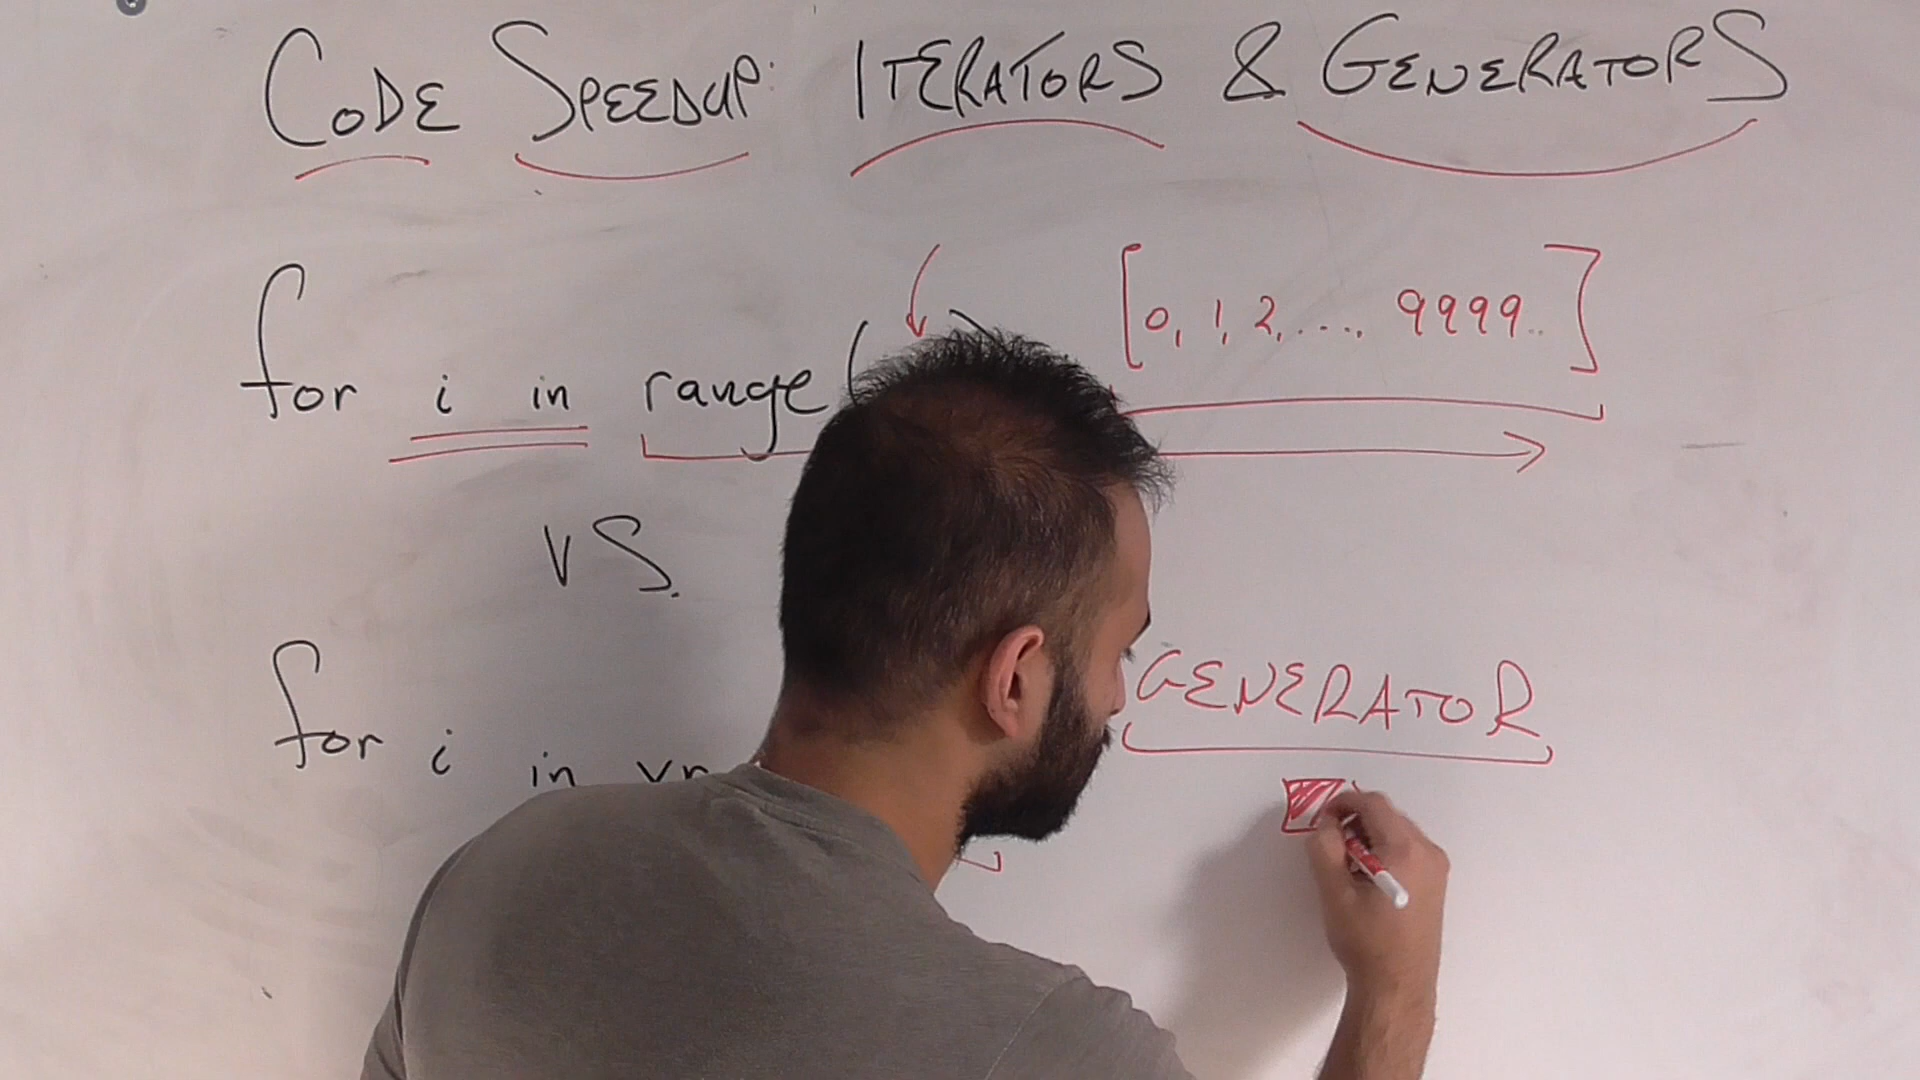 CODE SPEEDUP: ITERATORS & GENERATORS
for i in range( ) [0, 1, 2, ...., 9999..]
VS.
GENERATOR
for i in